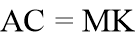 AC = MK